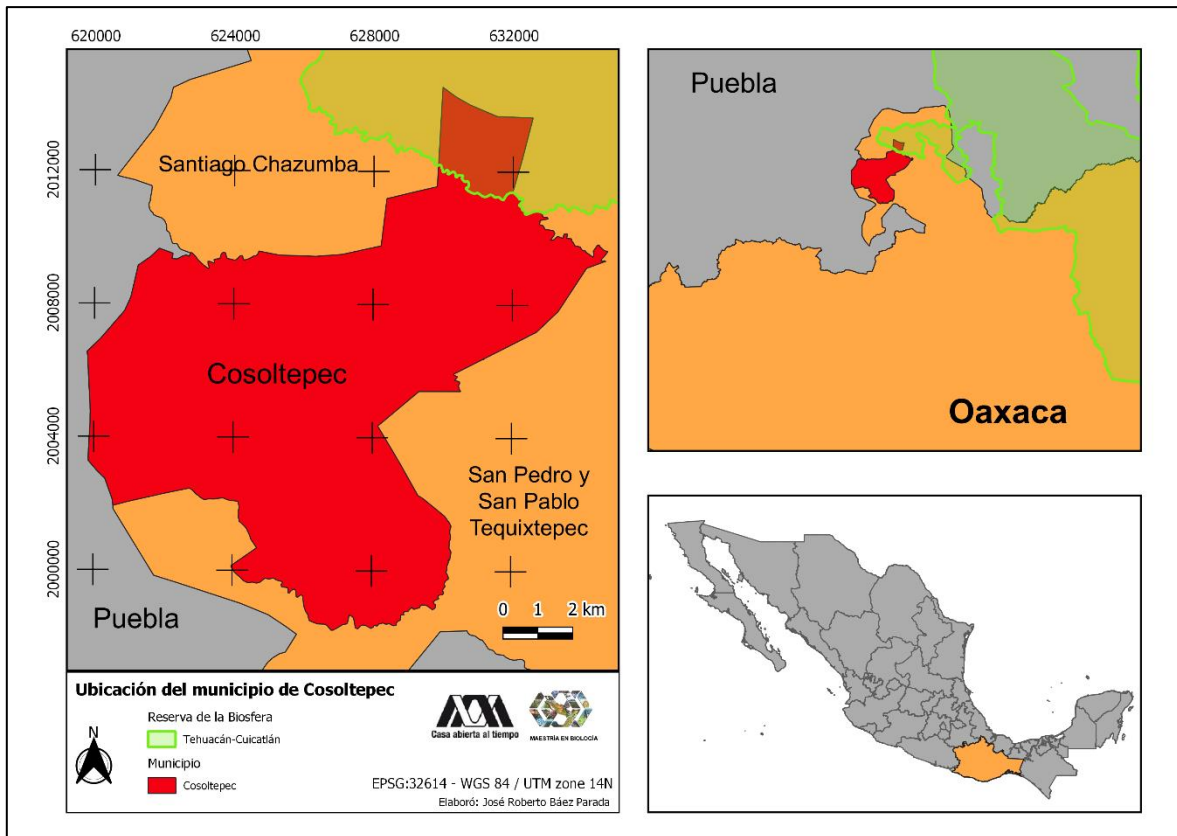 620000 624000 628000 632000
2012000
2008000
2004000
2000000
Santiago Chazumba
Cosoltepec
San Pedro y
San Pablo
Tequixtepec
Puebla
0 1 2 km
Ubicación del municipio de Cosoltepec
Reserva de la Biosfera
Tehuacán-Cuicatlán
Municipio
Cosoltepec
N
Casa abierta al tiempo
MAESTRÍA EN BIOLOGÍA
EPSG:32614 - WGS 84 / UTM zone 14N
Elaboró: José Roberto Báez Parada
Puebla
Oaxaca